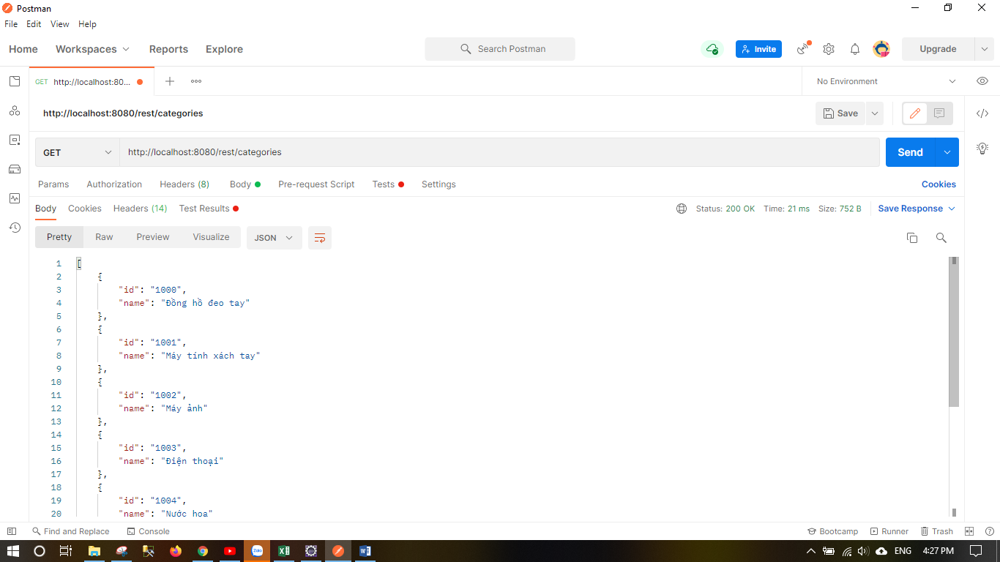 Postman
File Edit View Help
Home Workspaces Reports Explore Search Postman Invite Upgrade
GET http://localhost:80... No Environment
http://localhost:8080/rest/categories Save
GET http://localhost:8080/rest/categories Send
Params Authorization Headers (8) Body Pre-request Script Tests Settings Cookies
Body Cookies Headers (14) Test Results Status: 200 OK Time: 21 ms Size: 752 B Save Response
Pretty Raw Preview Visualize JSON
1 [
2 {
3 "id": "1000",
4 "name": "Đồng hồ đeo tay"
5 },
6 {
7 "id": "1001",
8 "name": "Máy tính xách tay"
9 },
10 {
11 "id": "1002",
12 "name": "Máy ảnh"
13 },
14 {
15 "id": "1003",
16 "name": "Điện thoại"
17 },
18 {
19 "id": "1004",
20 "name": "Nước hoa"
Find and Replace Console Bootcamp Runner Trash
Zalo ENG 4:27 PM